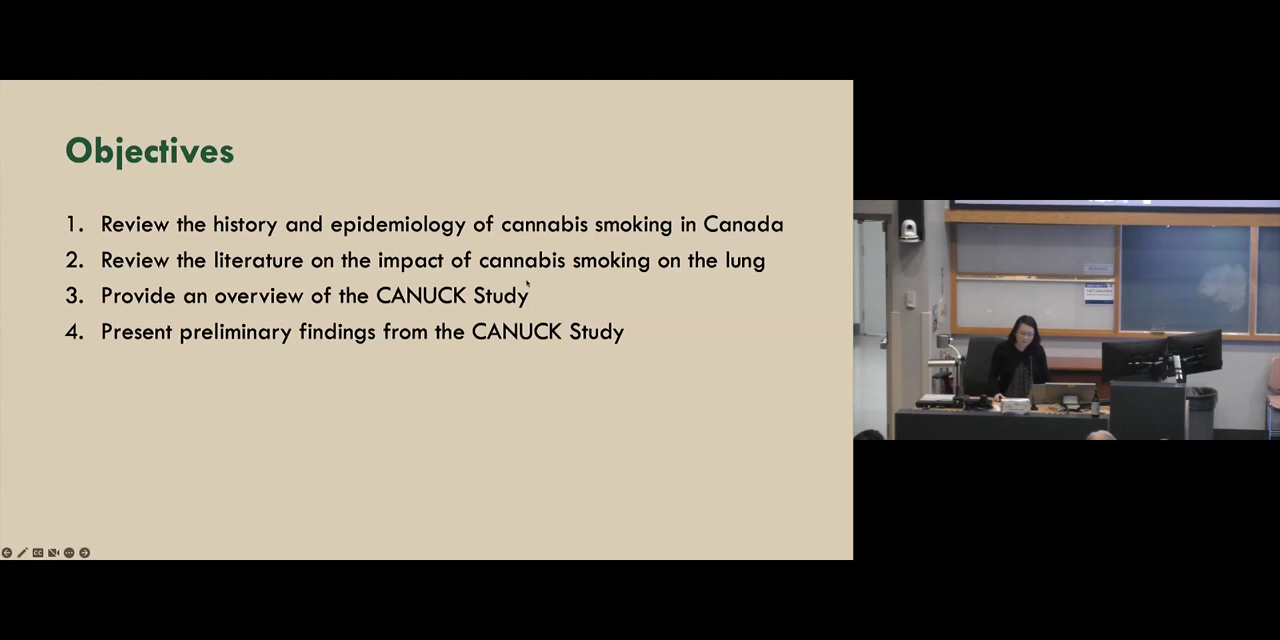 Objectives
1. Review the history and epidemiology of cannabis smoking in Canada
2. Review the literature on the impact of cannabis smoking on the lung
3. Provide an overview of the CANUCK Study
4. Present preliminary findings from the CANUCK Study